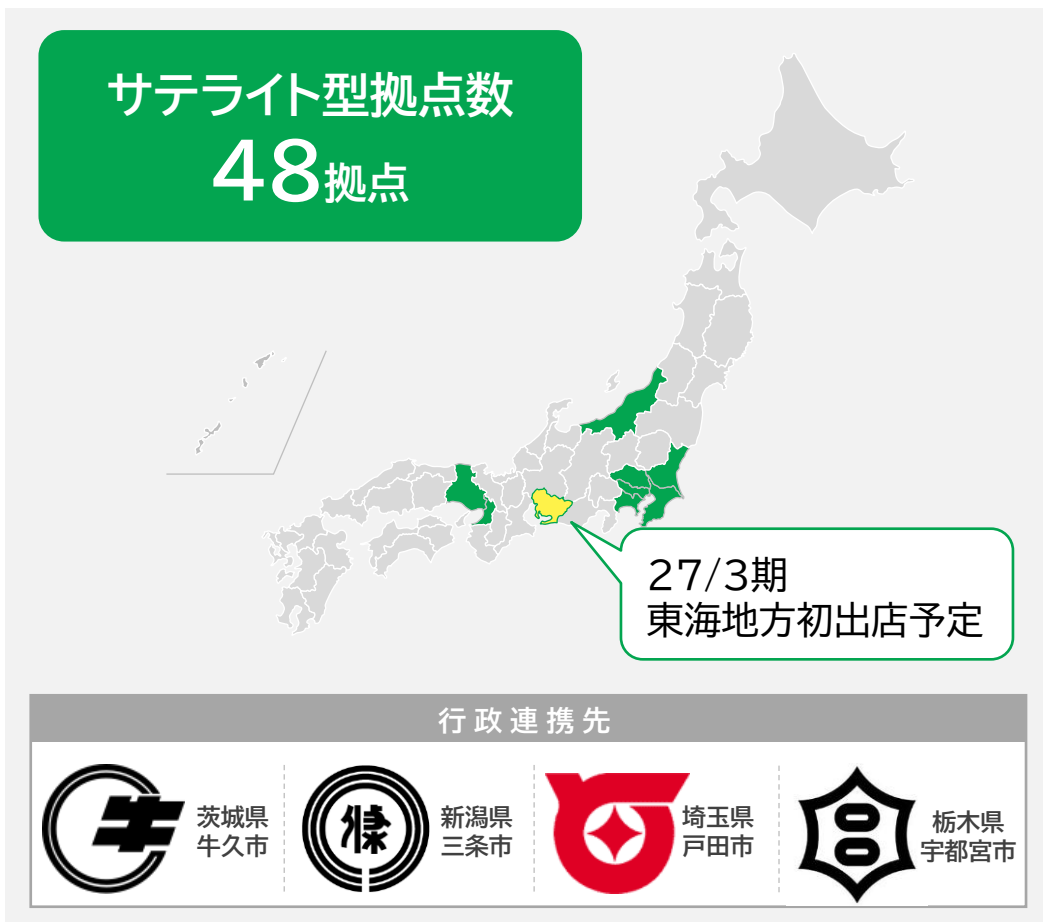 サテライト型拠点数
48拠点
27/3期
東海地方初出店予定
行政連携先
茨城県
牛久市
新潟県
三条市
埼玉県
戸田市
栃木県
宇都宮市